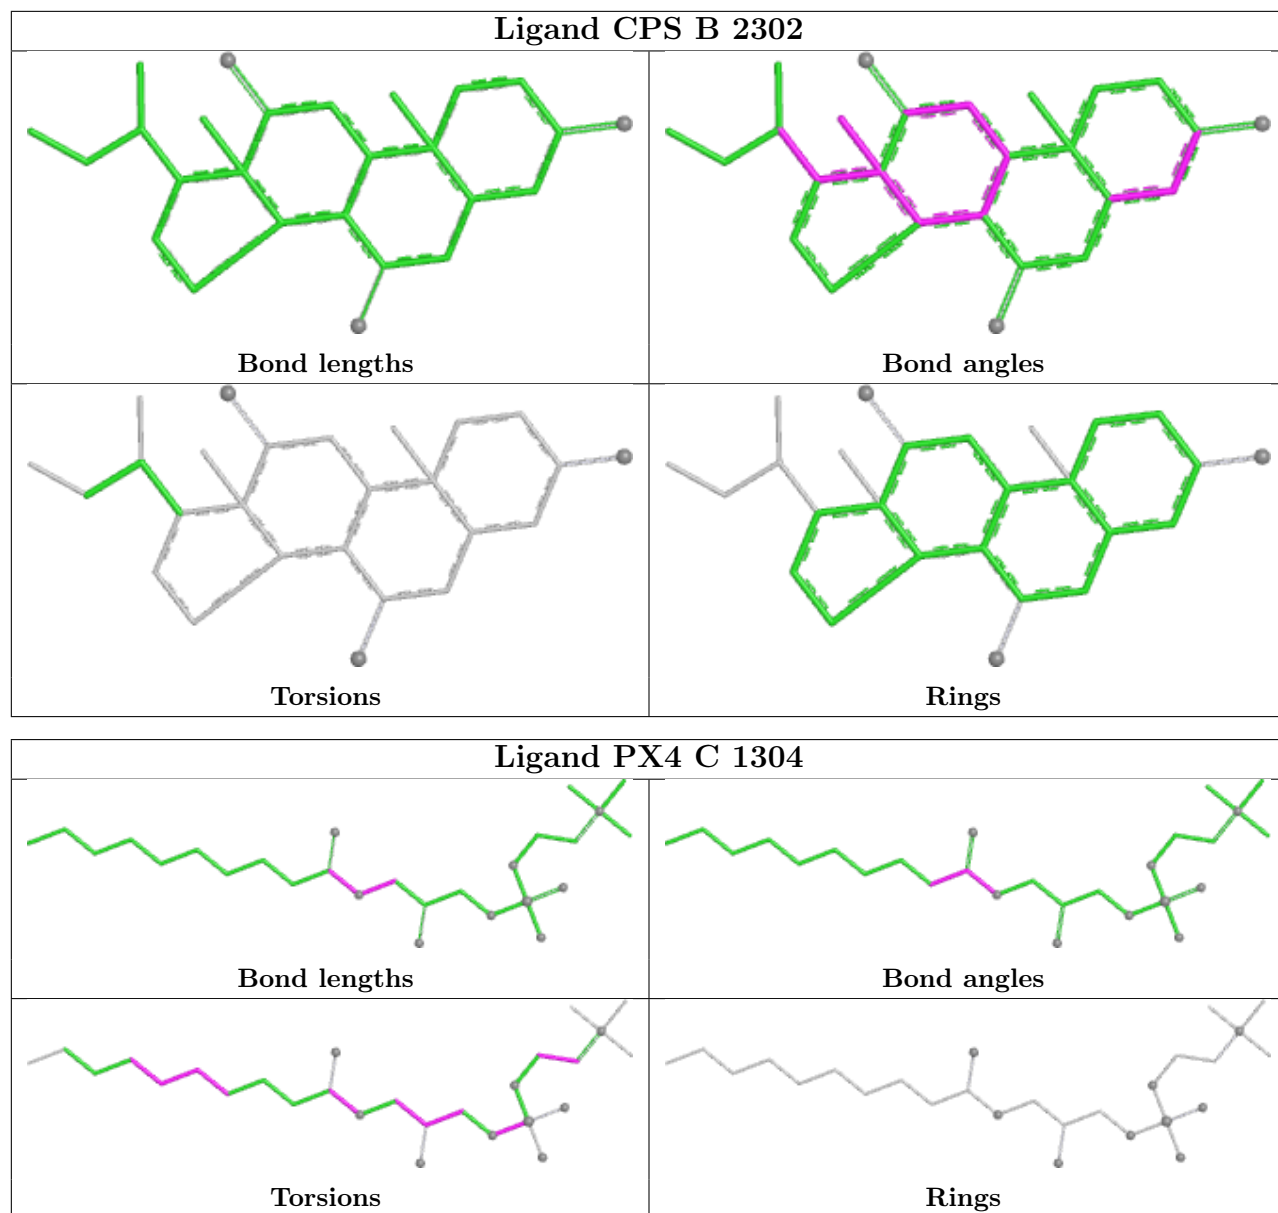 Ligand CPS B 2302
Bond lengths
Bond angles
Torsions
Rings
Ligand PX4 C 1304
Bond lengths
Bond angles
Torsions
Rings